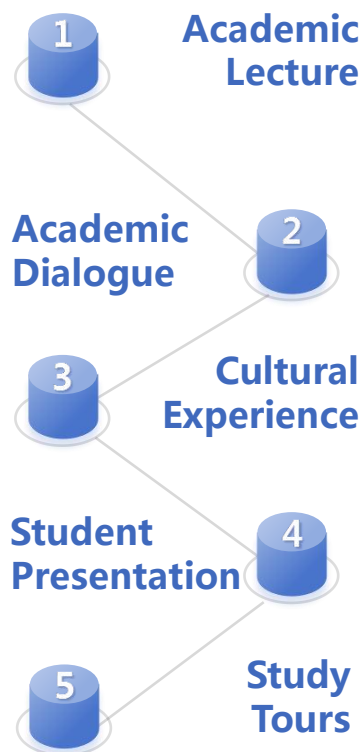 1
Academic
Lecture
Academic
Dialogue
2
3
Cultural
Experience
Student
Presentation
4
5
Study
Tours